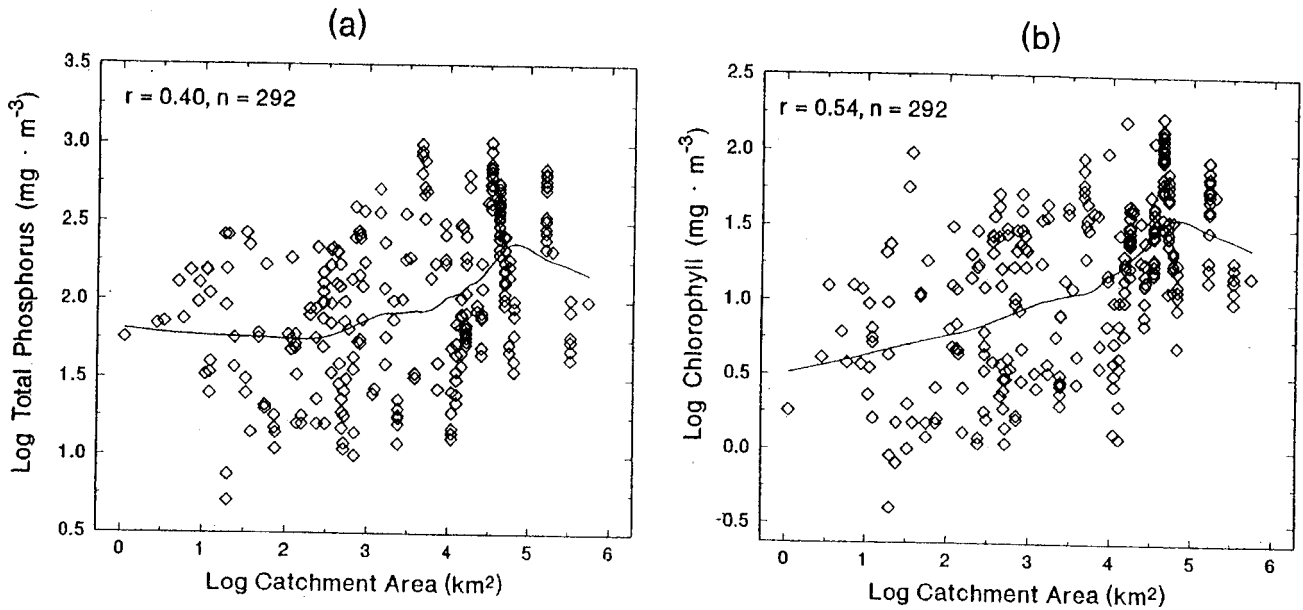 (a)
3.5
3.0
2.5
2.0
1.5
1.0
0.5
r = 0.40, n = 292
Log Total Phosphorus (mg · m⁻³)
0 1 2 3 4 5 6
Log Catchment Area (km²)
(b)
2.5
2.0
1.5
1.0
0.5
0.0
-0.5
r = 0.54, n = 292
Log Chlorophyll (mg · m⁻³)
0 1 2 3 4 5 6
Log Catchment Area (km²)